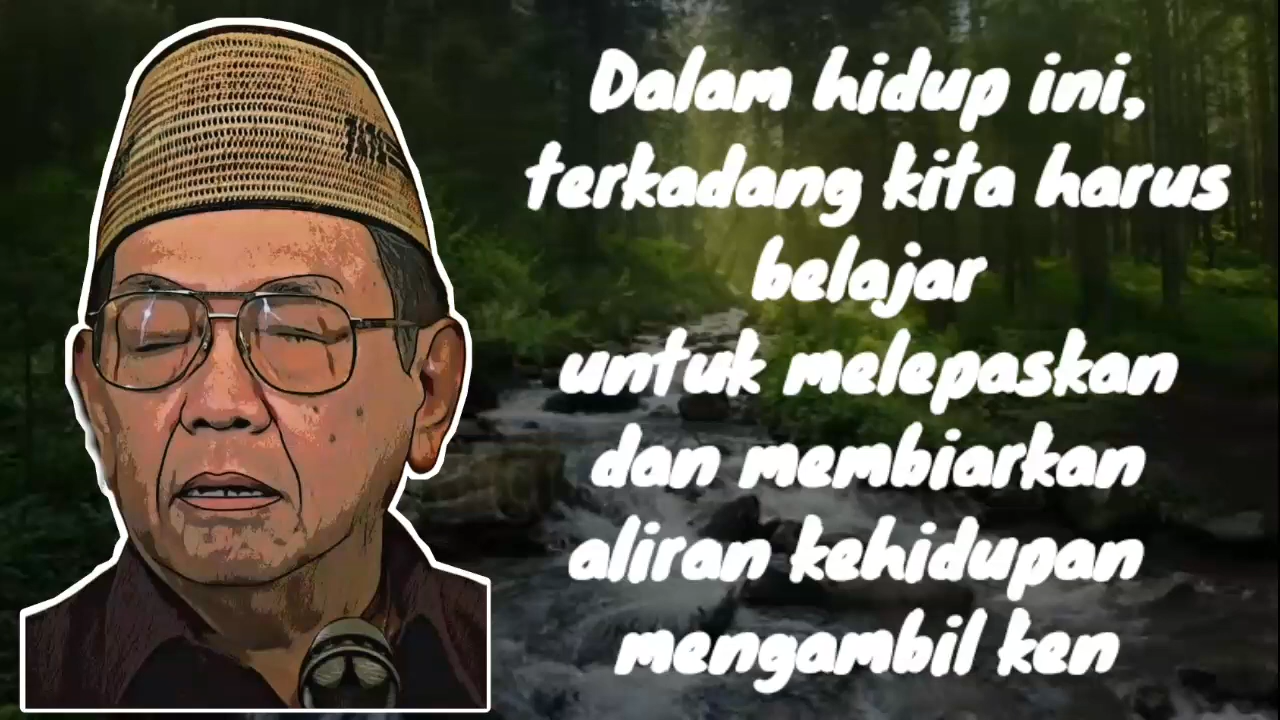 Dalam hidup ini,
terkadang kita harus
belajar
untuk melepaskan
dan membiarkan
aliran kehidupan
mengambil ken